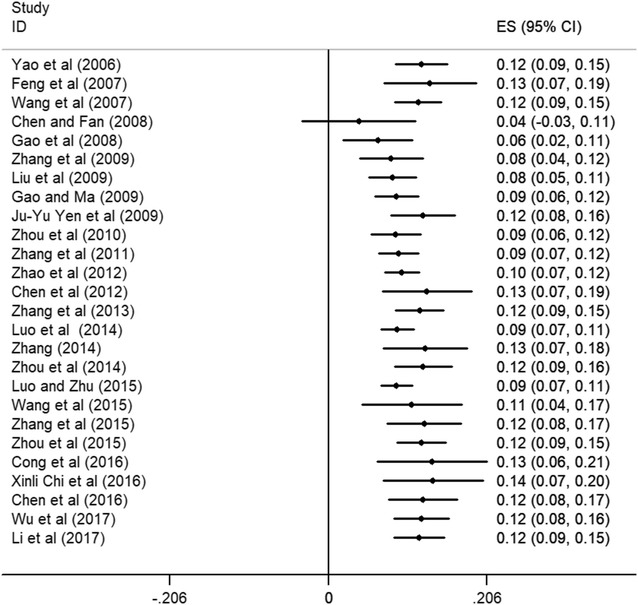 Study
ID ES (95% CI)
Yao et al (2006) 0.12 (0.09, 0.15)
Feng et al (2007) 0.13 (0.07, 0.19)
Wang et al (2007) 0.12 (0.09, 0.15)
Chen and Fan (2008) 0.04 (-0.03, 0.11)
Gao et al (2008) 0.06 (0.02, 0.11)
Zhang et al (2009) 0.08 (0.04, 0.12)
Liu et al (2009) 0.08 (0.05, 0.11)
Gao and Ma (2009) 0.09 (0.06, 0.12)
Ju-Yu Yen et al (2009) 0.12 (0.08, 0.16)
Zhou et al (2010) 0.09 (0.06, 0.12)
Zhang et al (2011) 0.09 (0.07, 0.12)
Zhao et al (2012) 0.10 (0.07, 0.12)
Chen et al (2012) 0.13 (0.07, 0.19)
Zhang et al (2013) 0.12 (0.09, 0.15)
Luo et al (2014) 0.09 (0.07, 0.11)
Zhang (2014) 0.13 (0.07, 0.18)
Zhou et al (2014) 0.12 (0.09, 0.16)
Luo and Zhu (2015) 0.09 (0.07, 0.11)
Wang et al (2015) 0.11 (0.04, 0.17)
Zhang et al (2015) 0.12 (0.08, 0.17)
Zhou et al (2015) 0.12 (0.09, 0.15)
Cong et al (2016) 0.13 (0.06, 0.21)
Xinli Chi et al (2016) 0.14 (0.07, 0.20)
Chen et al (2016) 0.12 (0.08, 0.17)
Wu et al (2017) 0.12 (0.08, 0.16)
Li et al (2017) 0.12 (0.09, 0.15)
-.206 0 .206